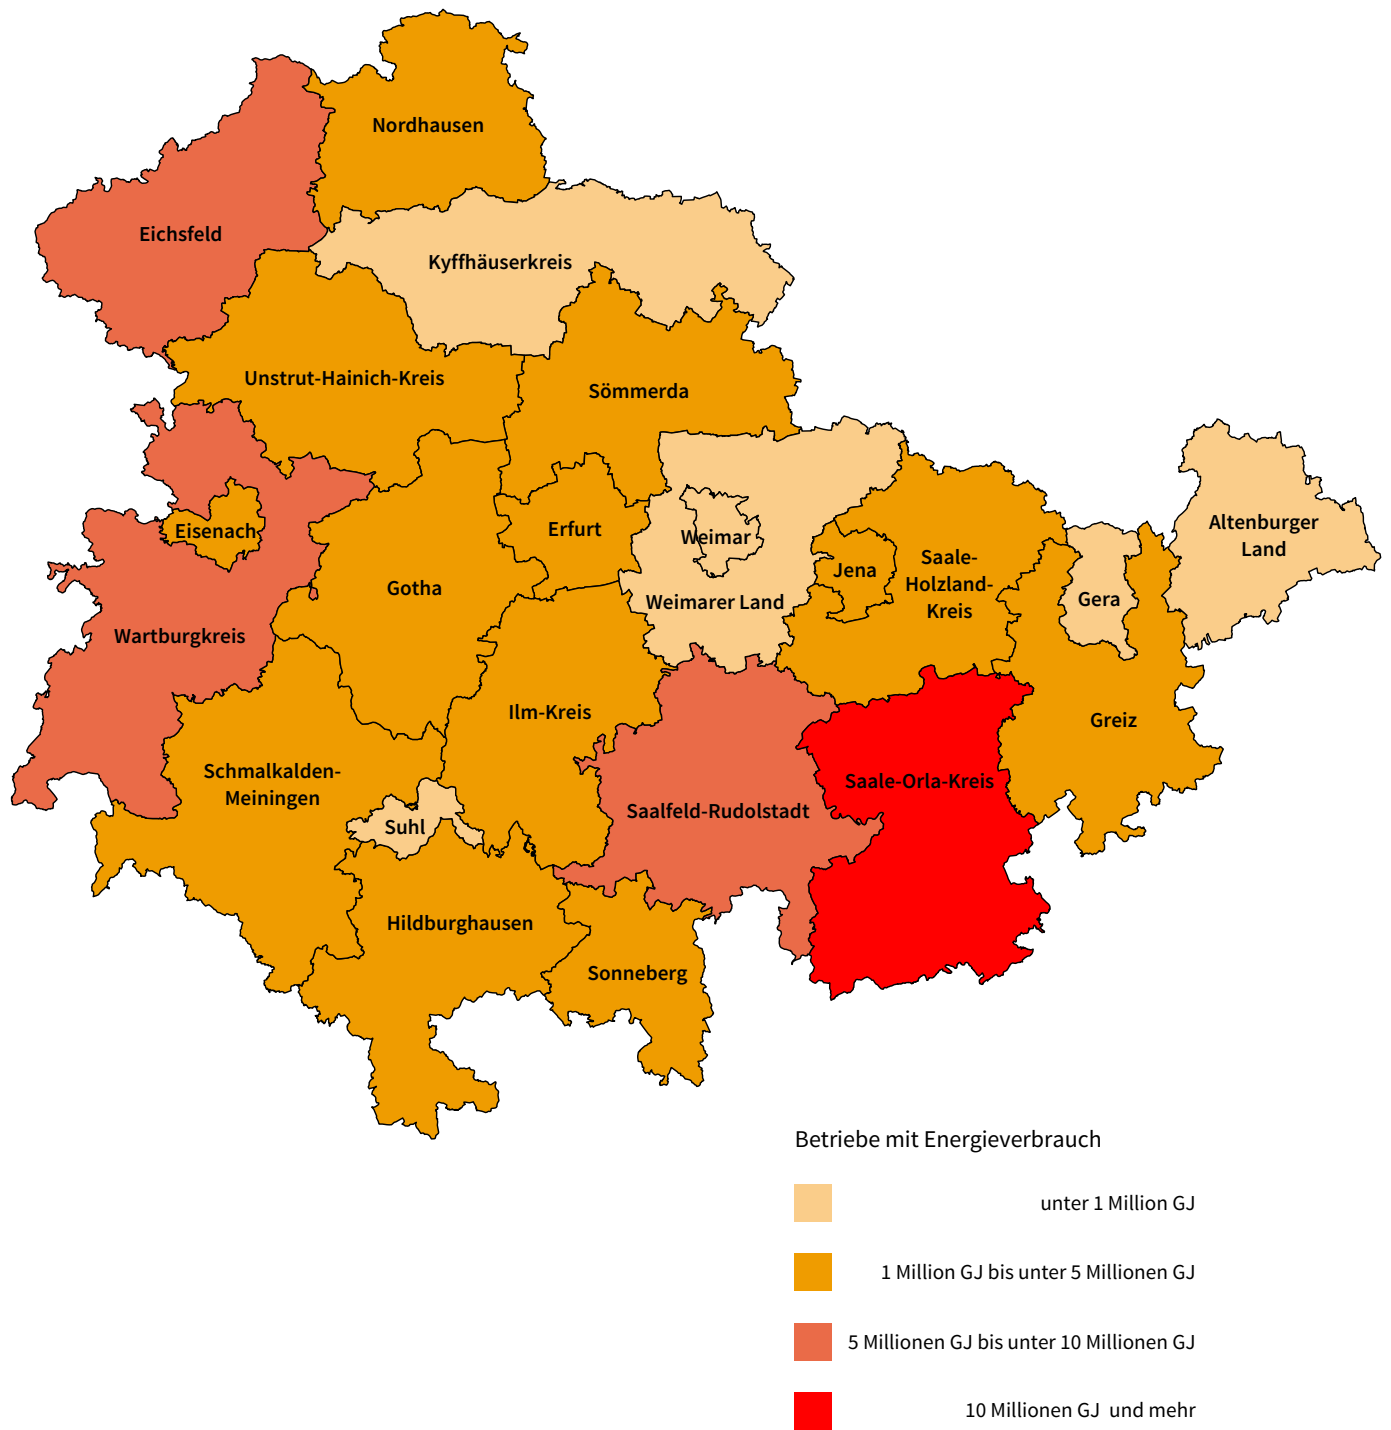 Nordhausen
Eichsfeld
Kyffhäuserkreis
Unstrut-Hainich-Kreis
Sömmerda
Altenburger
Land
Eisenach
Erfurt
Weimar
Jena
Saale-
Holzland-
Kreis
Gotha
Weimarer Land
Gera
Wartburgkreis
Ilm-Kreis
Greiz
Schmalkalden-
Meiningen
Saale-Orla-Kreis
Saalfeld-Rudolstadt
Suhl
Hildburghausen
Sonneberg
Betriebe mit Energieverbrauch
unter 1 Million GJ
1 Million GJ bis unter 5 Millionen GJ
5 Millionen GJ bis unter 10 Millionen GJ
10 Millionen GJ und mehr